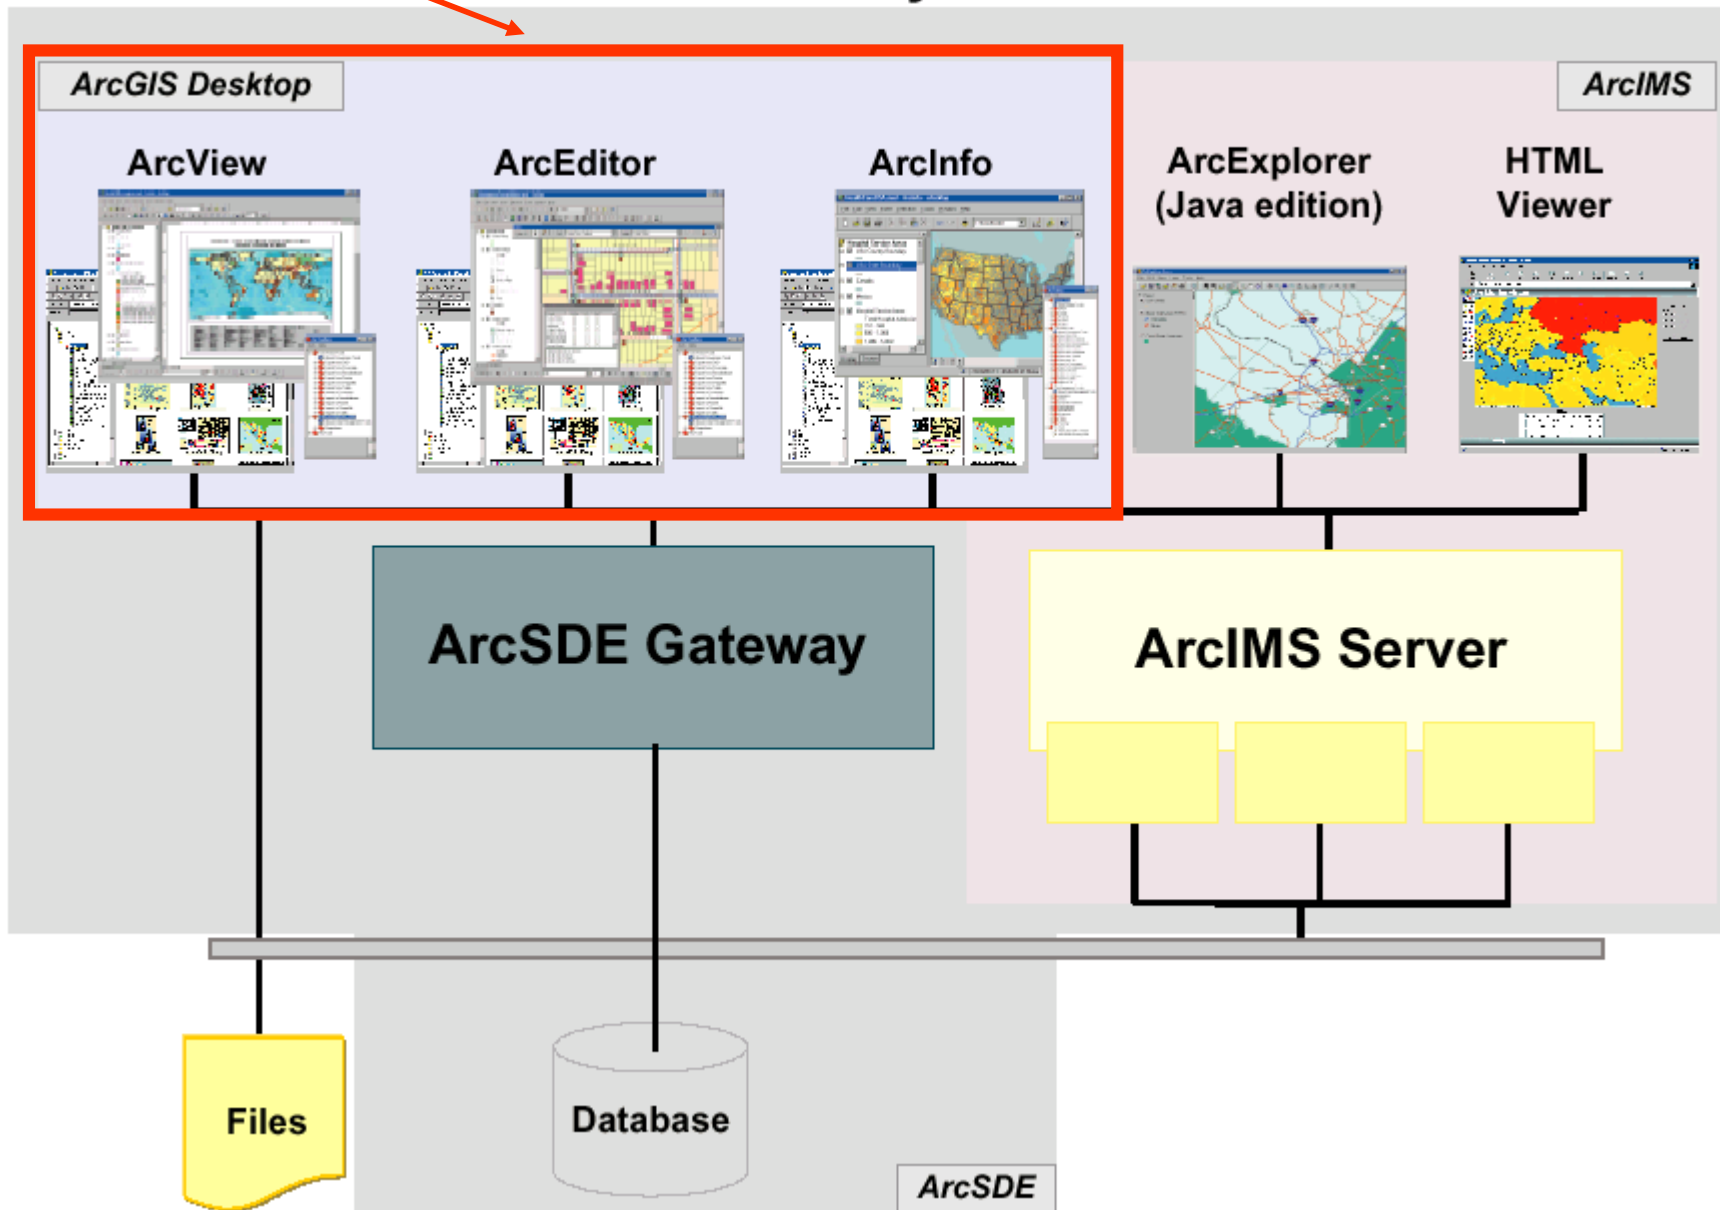 ArcGIS Desktop
ArcIMS
ArcView
ArcEditor
ArcInfo
ArcExplorer
(Java edition)
HTML
Viewer
ArcSDE Gateway
ArcIMS Server
Files
Database
ArcSDE